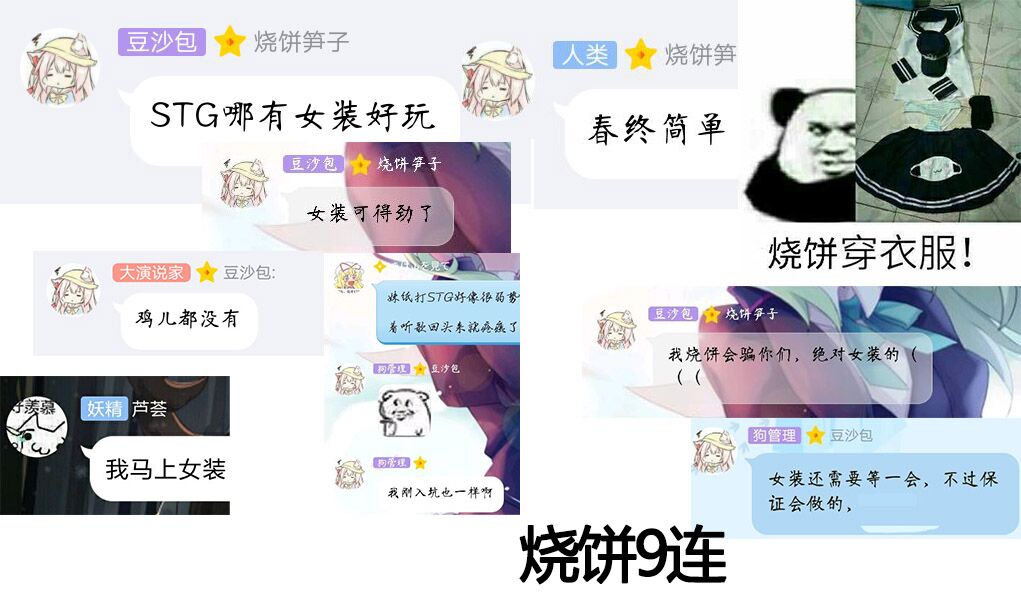 豆沙包 烧饼笋子
STG哪有女装好玩
人类 烧饼笋
春终简单
豆沙包 烧饼笋子
女装可得劲了
烧饼穿衣服!
大演说家 豆沙包:
鸡儿都没有
妹纸打STG好像很弱势
着听歌回头来就疼痛了
狗管理 豆沙包
豆沙包 烧饼笋子
我烧饼会骗你们,绝对女装的(
( (
妖精 芦荟
我马上女装
狗管理
我刚入坑也一样啊
狗管理 豆沙包
女装还需要等一会,不过保
证会做的,
烧饼9连